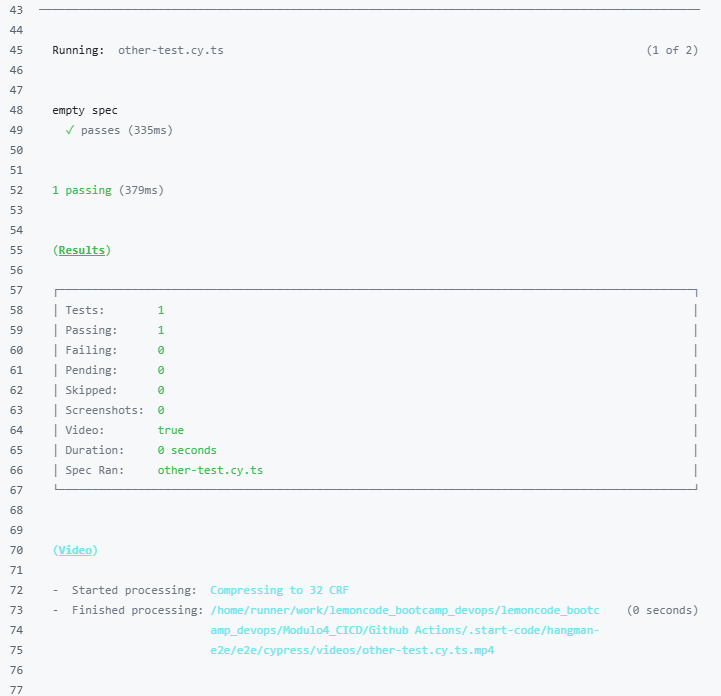 43
44
45 Running: other-test.cy.ts (1 of 2)
46
47
48 empty spec
49 ✓ passes (335ms)
50
51
52 1 passing (379ms)
53
54
55 (Results)
56
57
58 Tests: 1
59 Passing: 1
60 Failing: 0
61 Pending: 0
62 Skipped: 0
63 Screenshots: 0
64 Video: true
65 Duration: 0 seconds
66 Spec Ran: other-test.cy.ts
67
68
69
70 (Video)
71
72 - Started processing: Compressing to 32 CRF
73 - Finished processing: /home/runner/work/lemoncode_bootcamp_devops/lemoncode_bootc (0 seconds)
74 amp_devops/Modulo4_CICD/Github Actions/.start-code/hangman-
75 e2e/e2e/cypress/videos/other-test.cy.ts.mp4
76
77